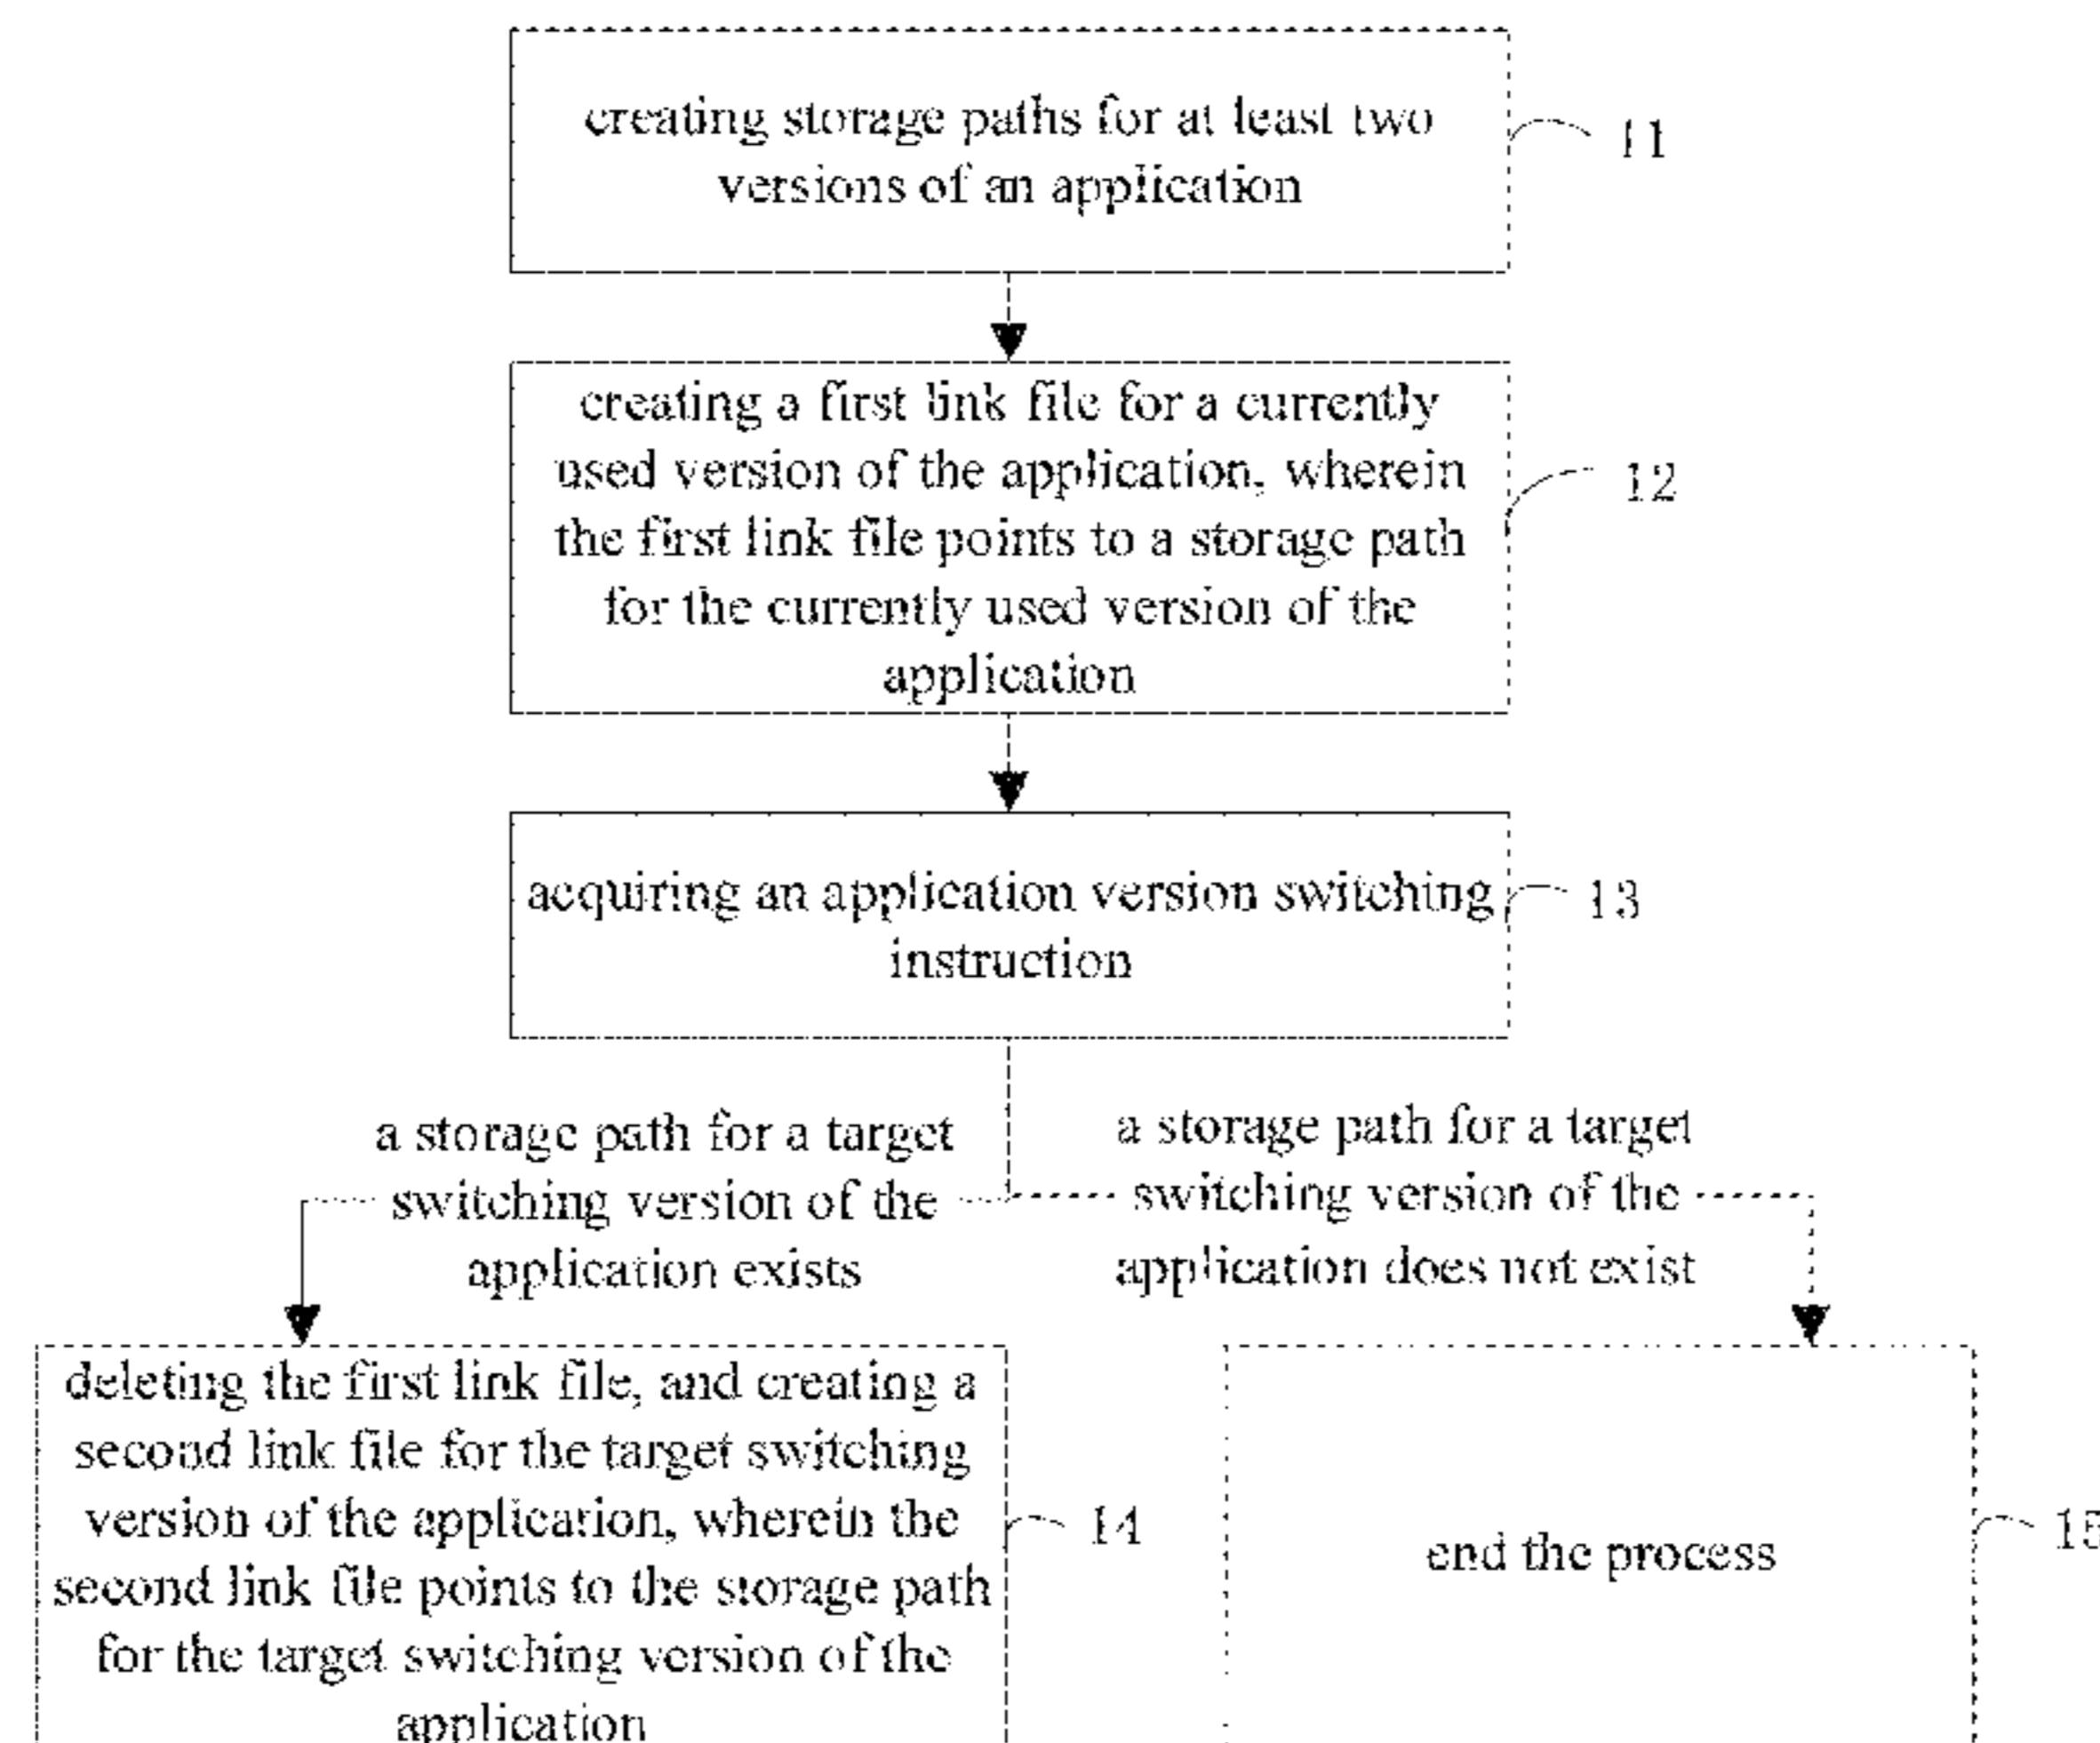 creating storage paths for at least two
versions of an application
11
creating a first link file for a currently
used version of the application, wherein
the first link file points to a storage path
for the currently used version of the
application
12
acquiring an application version switching
instruction
13
a storage path for a target
switching version of the
application exists
a storage path for a target
switching version of the
application does not exist
deleting the first link file, and creating a
second link file for the target switching
version of the application, wherein the
second link file points to the storage path
for the target switching version of the
application
14
end the process
15